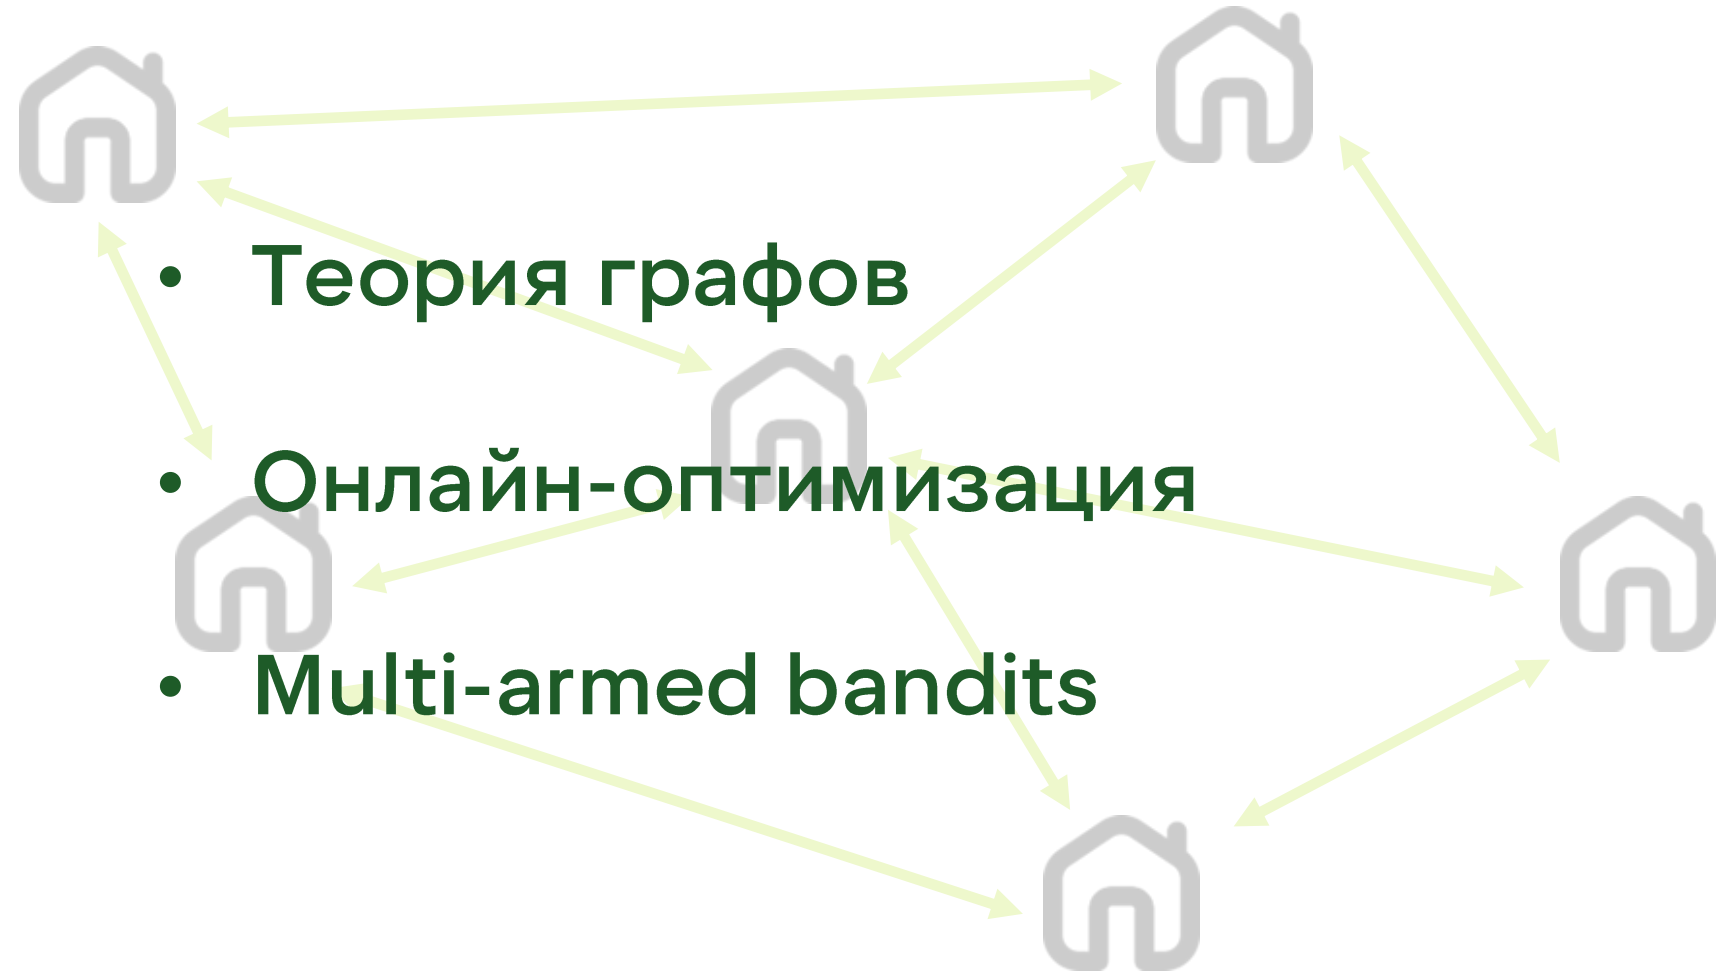 • Теория графов
• Онлайн-оптимизация
• Multi-armed bandits